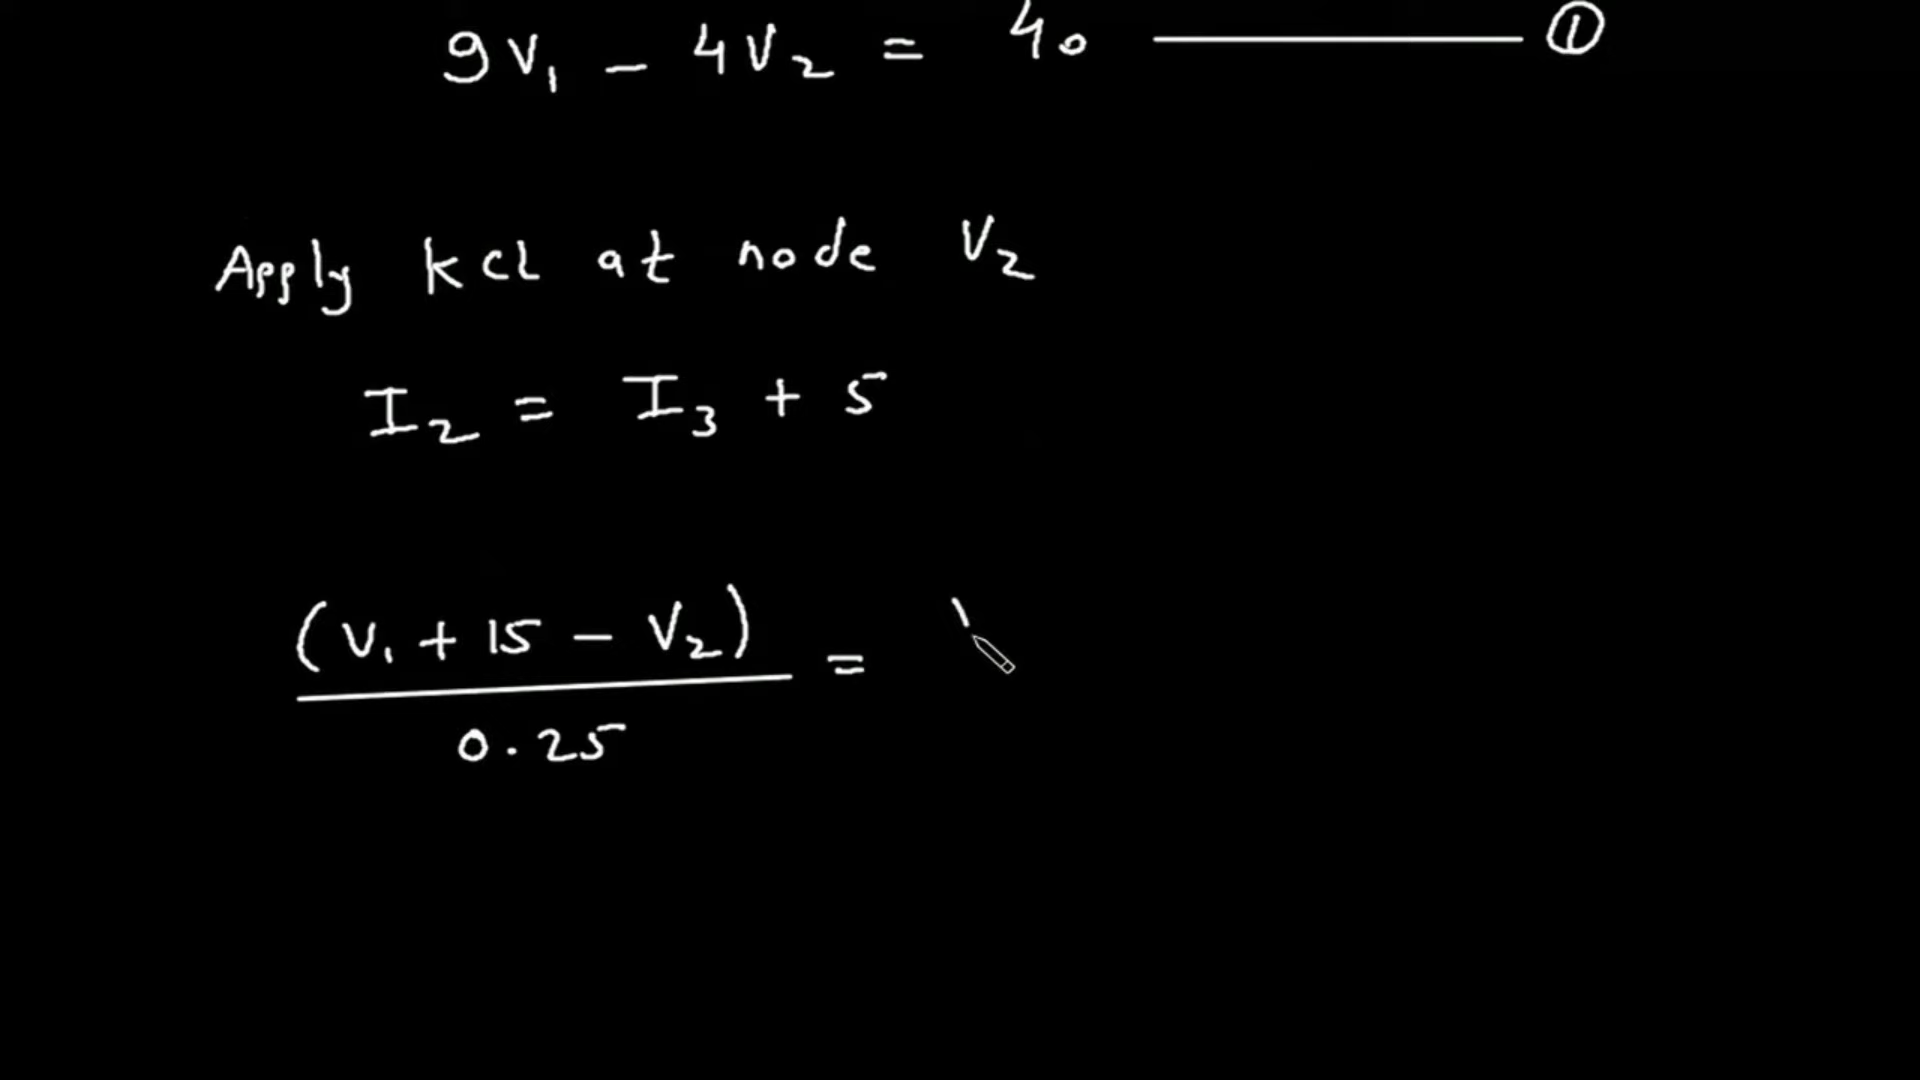 9V₁ - 4V₂ = 40 ——— ①
Apply kcl at node V₂
I₂ = I₃ + 5
(V₁ + 15 - V₂)
=
0.25